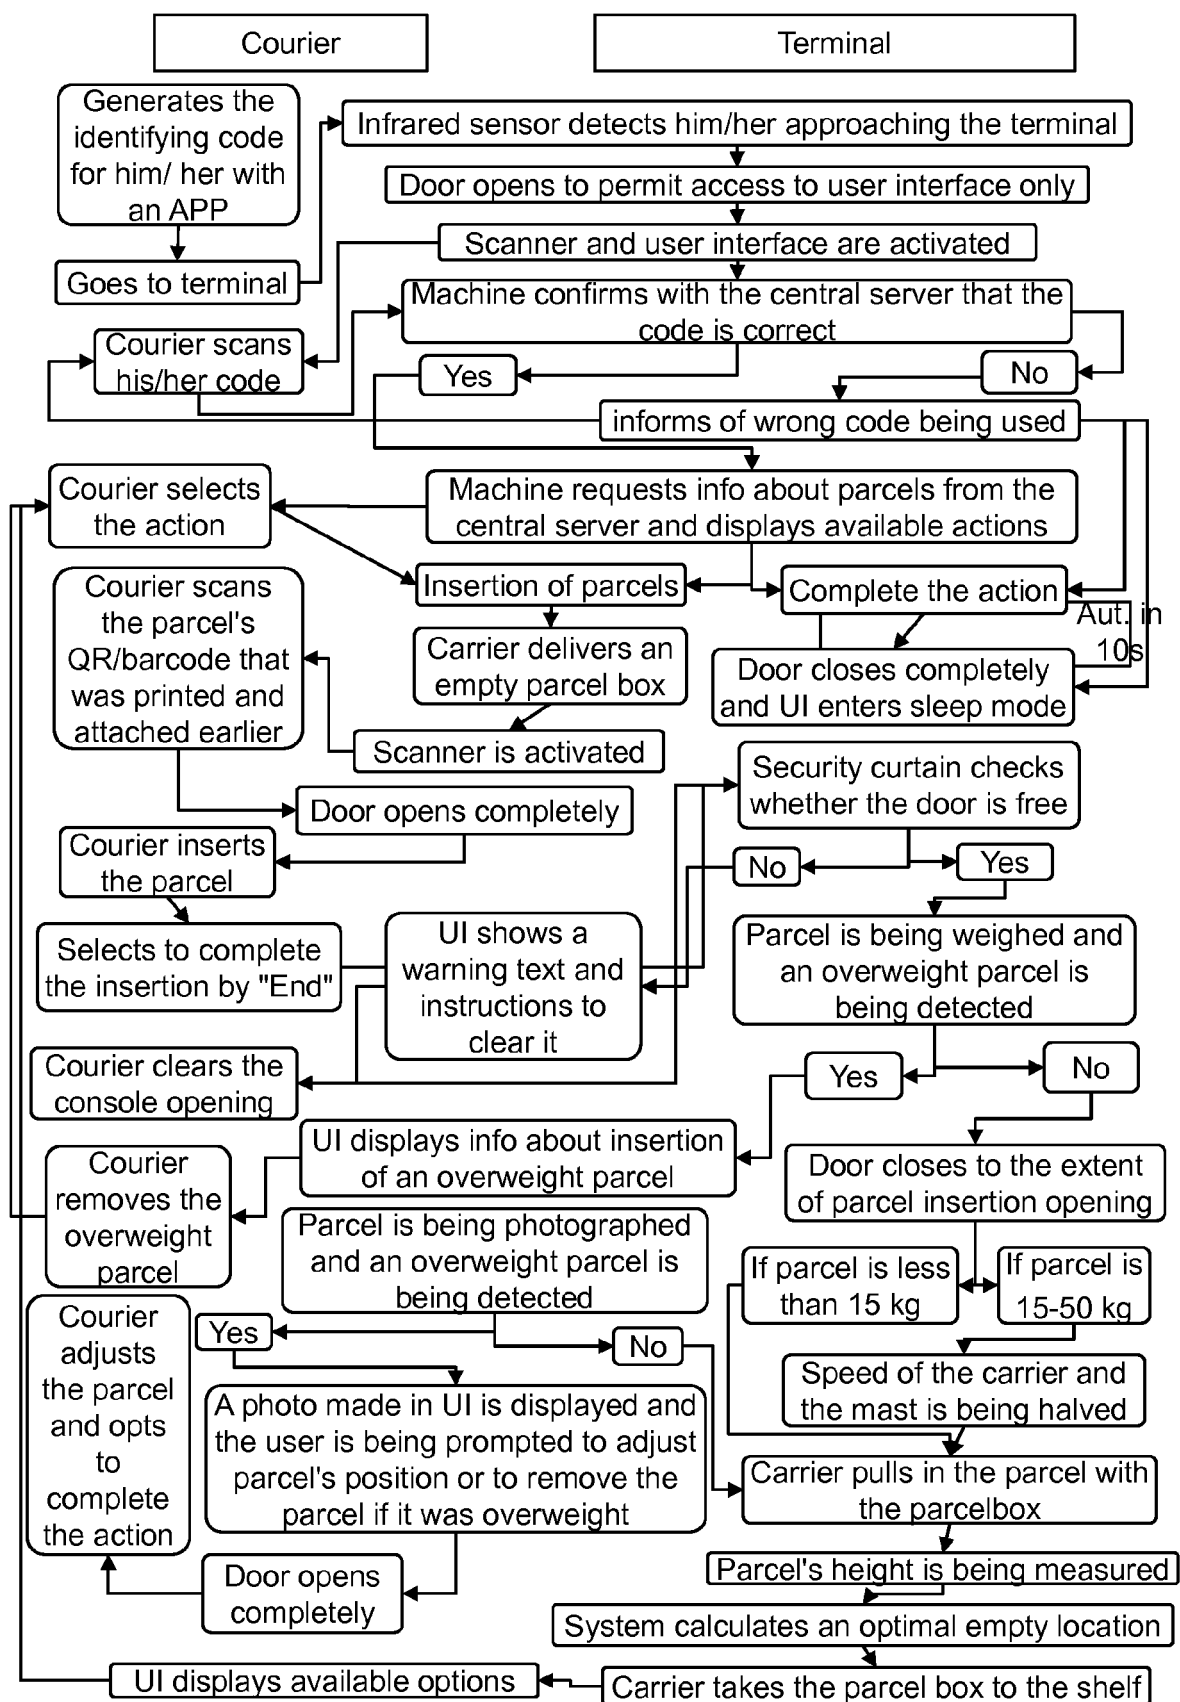 Courier
Terminal
Generates the
identifying code
for him/ her with
an APP
Infrared sensor detects him/her approaching the terminal
Door opens to permit access to user interface only
Scanner and user interface are activated
Goes to terminal
Machine confirms with the central server that the
code is correct
Courier scans
his/her code
Yes
No
informs of wrong code being used
Courier selects
the action
Machine requests info about parcels from the
central server and displays available actions
Insertion of parcels
Complete the action
Aut. in
10s
Courier scans
the parcel's
QR/barcode that
was printed and
attached earlier
Carrier delivers an
empty parcel box
Door closes completely
and UI enters sleep mode
Scanner is activated
Security curtain checks
whether the door is free
Door opens completely
Courier inserts
the parcel
No
Yes
Selects to complete
the insertion by "End"
UI shows a
warning text and
instructions to
clear it
Parcel is being weighed and
an overweight parcel is
being detected
Courier clears the
console opening
Yes
No
UI displays info about insertion
of an overweight parcel
Door closes to the extent
of parcel insertion opening
Courier
removes the
overweight
parcel
Parcel is being photographed
and an overweight parcel is
being detected
If parcel is less
than 15 kg
If parcel is
15-50 kg
Courier
adjusts
the parcel
and opts
to
complete
the action
Yes
No
Speed of the carrier and
the mast is being halved
A photo made in UI is displayed and
the user is being prompted to adjust
parcel's position or to remove the
parcel if it was overweight
Carrier pulls in the parcel with
the parcelbox
Door opens
completely
Parcel's height is being measured
System calculates an optimal empty location
UI displays available options
Carrier takes the parcel box to the shelf